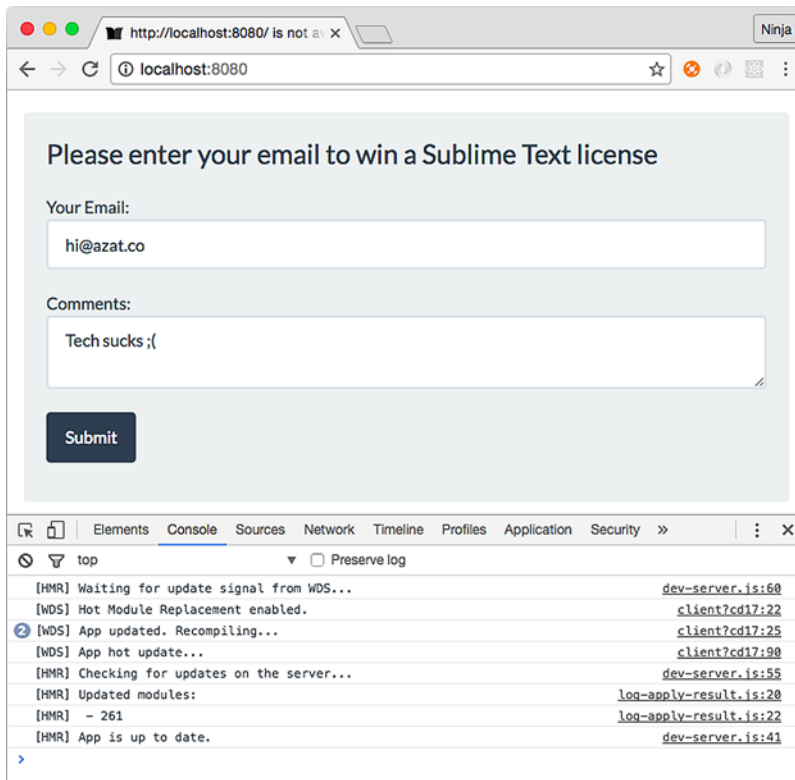 http://localhost:8080/ is not av
Ninja
localhost:8080
Please enter your email to win a Sublime Text license
Your Email:
hi@azat.co
Comments:
Tech sucks ;(
Submit
Elements Console Sources Network Timeline Profiles Application Security »
top ▼ Preserve log
[HMR] Waiting for update signal from WDS... dev-server.js:60
[WDS] Hot Module Replacement enabled. client?cd17:22
2 [WDS] App updated. Recompiling... client?cd17:25
[WDS] App hot update... client?cd17:90
[HMR] Checking for updates on the server... dev-server.js:55
[HMR] Updated modules: log-apply-result.js:20
[HMR]  - 261 log-apply-result.js:22
[HMR] App is up to date. dev-server.js:41
>